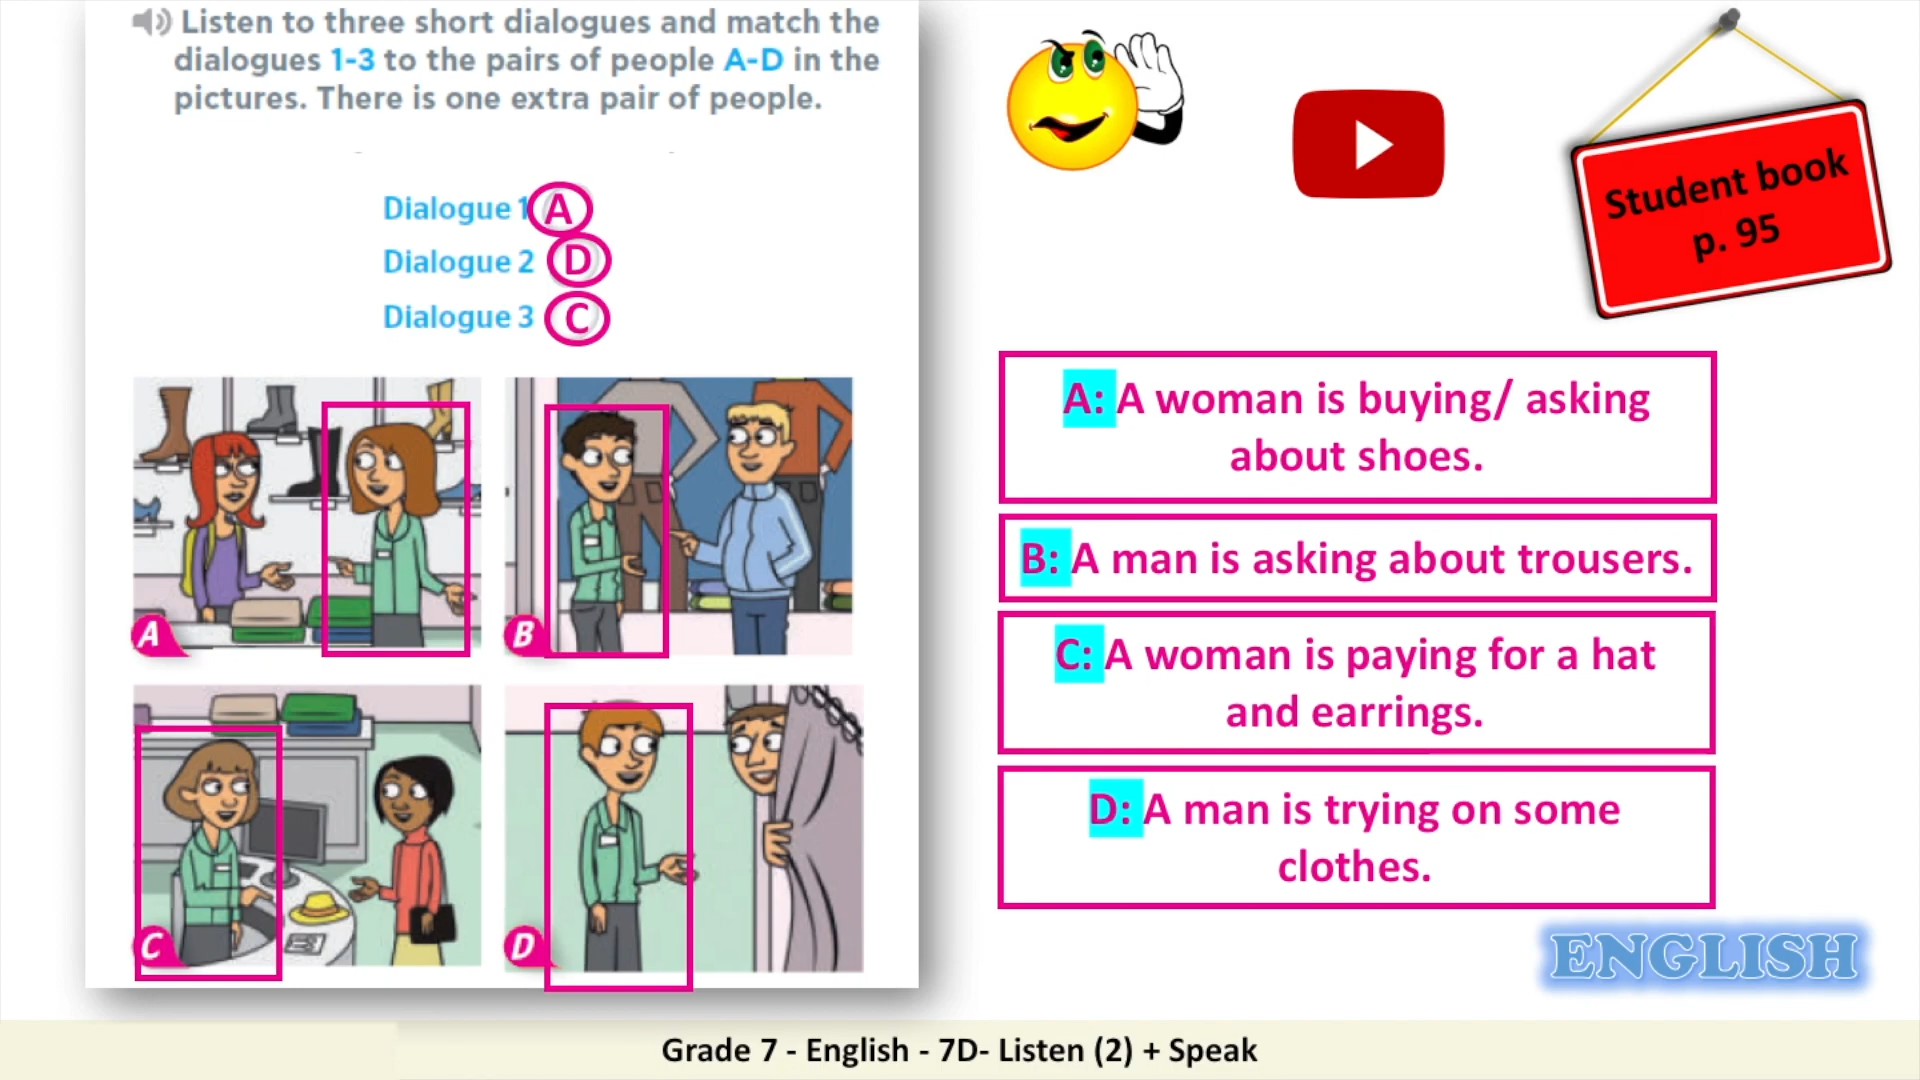 Listen to three short dialogues and match the
dialogues 1-3 to the pairs of people A-D in the
pictures. There is one extra pair of people.
Dialogue 1 A
Dialogue 2 D
Dialogue 3 C
A
B
C
D
Student book
p. 95
A: A woman is buying/ asking
about shoes.
B: A man is asking about trousers.
C: A woman is paying for a hat
and earrings.
D: A man is trying on some
clothes.
ENGLISH
Grade 7 - English - 7D- Listen (2) + Speak